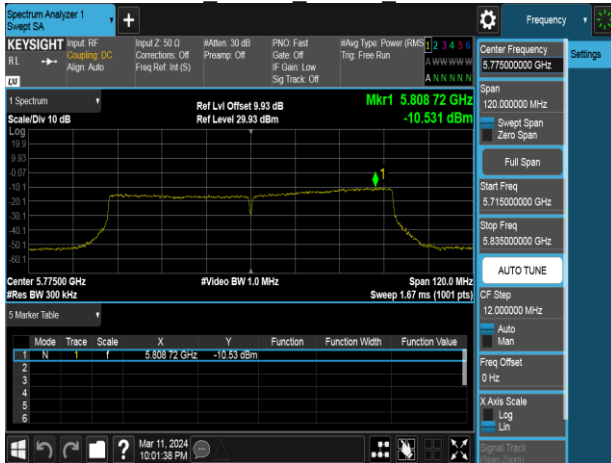 Spectrum Analyzer 1
Swept SA
+
Frequency
KEYSIGHT Input: RF Input Z: 50 Ω #Atten: 30 dB PNO: Fast #Avg Type: Power (RMS 1 2 3 4 5 6
RL Coupling: DC Corrections: Off Preamp: Off Gate: Off Trig: Free Run A WW WW W
Align: Auto Freq Ref: Int (S) IF Gain: Low
Sig Track: Off A N N N N N
LXI
1 Spectrum Ref Lvl Offset 9.93 dB Mkr1 5.808 72 GHz
Scale/Div 10 dB Ref Level 29.93 dBm -10.531 dBm
Log
19.9
9.93
-0.07
-10.1
-20.1
-30.1
-40.1
-50.1
-60.1
1
Center 5.77500 GHz #Video BW 1.0 MHz Span 120.0 MHz
#Res BW 300 kHz Sweep 1.67 ms (1001 pts)
5 Marker Table
Mode Trace Scale X Y Function Function Width Function Value
1 N 1 f 5.808 72 GHz -10.53 dBm
2
3
4
5
6
? Mar 11, 2024
10:01:38 PM
Center Frequency
5.775000000 GHz
Settings
Span
120.000000 MHz
Swept Span
Zero Span
Full Span
Start Freq
5.715000000 GHz
Stop Freq
5.835000000 GHz
AUTO TUNE
CF Step
12.000000 MHz
Auto
Man
Freq Offset
0 Hz
X Axis Scale
Log
Lin
Signal Track
(Span Zoom)